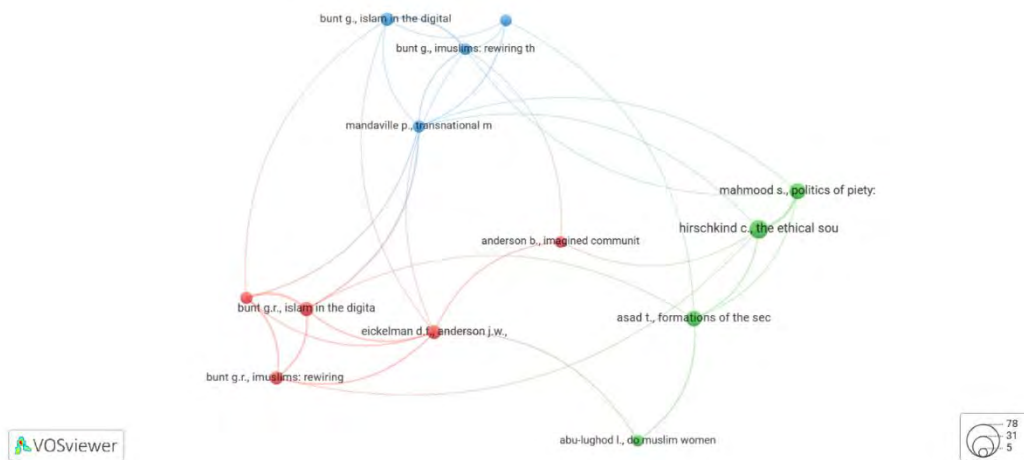 bunt g., islam in the digital
bunt g., imuslims: rewiring th
mandaville p., transnational m
mahmood s., politics of piety:
hirschkind c., the ethical sou
anderson b., imagined communit
bunt g.r., islam in the digita
asad t., formations of the sec
eickelman d.f., anderson j.w.,
bunt g.r., imuslims: rewiring
abu-lughod l., do muslim women
VOSviewer
78
31
5